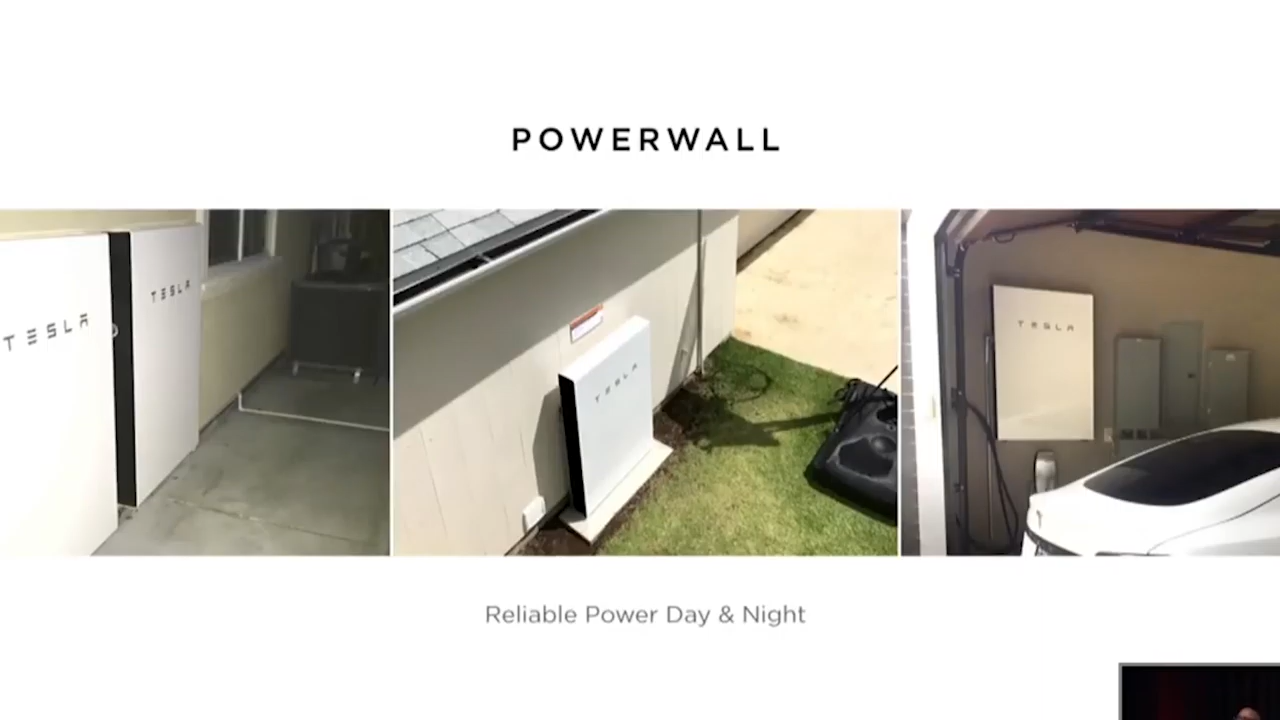 POWERWALL
TESLA
TESLA
TESLA
TESLA
Reliable Power Day & Night